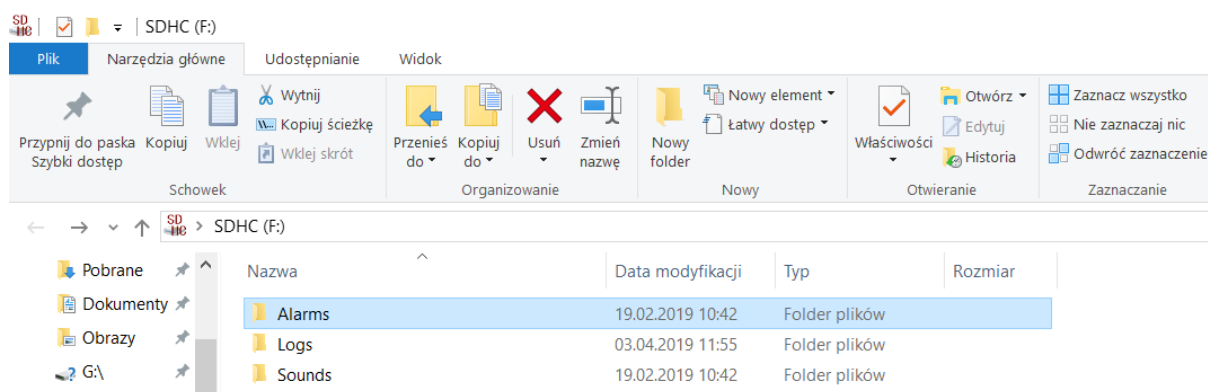 SD HC SDHC (F:)
Plik Narzędzia główne Udostępnianie Widok
Przypnij do paska Szybki dostęp
Kopiuj
Wklej
Wytnij
W... Kopiuj ścieżkę
Wklej skrót
Schowek
Przenieś do
Kopiuj do
Usuń
Zmień nazwę
Organizowanie
Nowy folder
Nowy element
Łatwy dostęp
Nowy
Właściwości
Otwórz
Edytuj
Historia
Otwieranie
Zaznacz wszystko
Nie zaznaczaj nic
Odwróć zaznaczenie
Zaznaczanie
SD HC > SDHC (F:)
Pobrane
Dokumenty
Obrazy
G:\
Nazwa Data modyfikacji Typ Rozmiar
Alarms 19.02.2019 10:42 Folder plików
Logs 03.04.2019 11:55 Folder plików
Sounds 19.02.2019 10:42 Folder plików